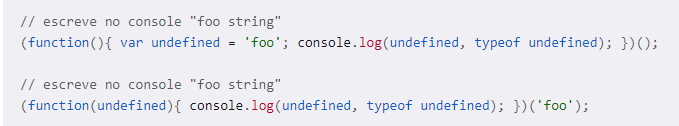 // escreve no console "foo string"
(function(){ var undefined = 'foo'; console.log(undefined, typeof undefined); })();
// escreve no console "foo string"
(function(undefined){ console.log(undefined, typeof undefined); })('foo');